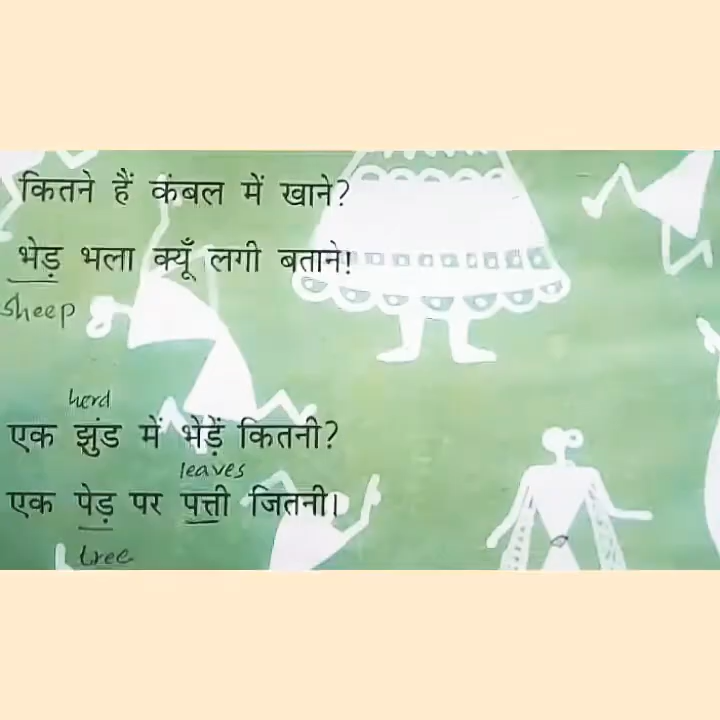 कितने हैं कंबल में खाने?
भेड़ भला क्यूँ लगी बताने!
sheep
herd
एक झुंड में भेड़ें कितनी?
leaves
एक पेड़ पर पत्ती जितनी।
tree